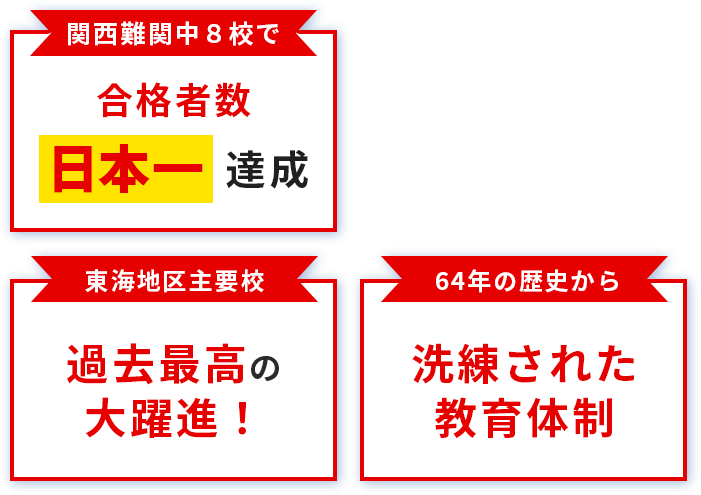 関西難関中８校で
合格者数
日本一 達成
東海地区主要校
過去最高の
大躍進！
64年の歴史から
洗練された
教育体制